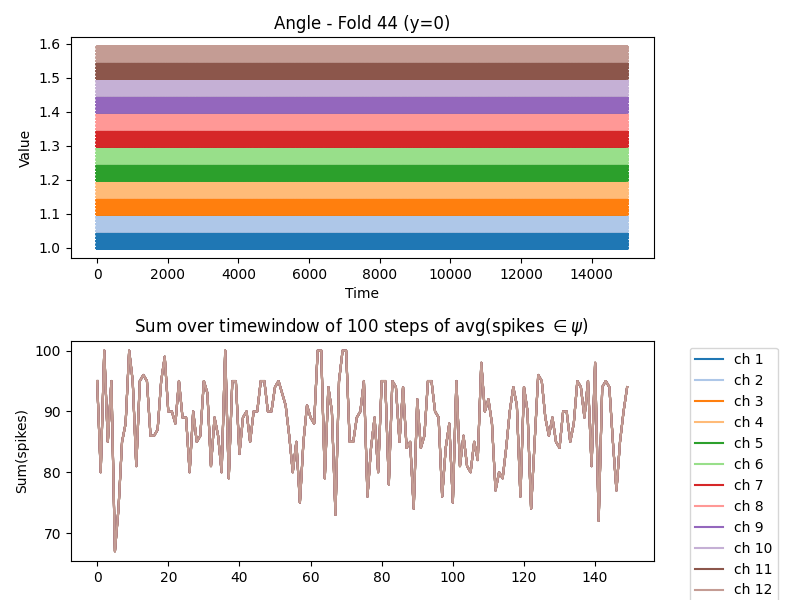 Angle - Fold 44 (y=0)
Value
1.6
1.5
1.4
1.3
1.2
1.1
1.0
0 2000 4000 6000 8000 10000 12000 14000
Time
Sum over timewindow of 100 steps of avg(spikes ∈ ψ)
Sum(spikes)
100
90
80
70
0 20 40 60 80 100 120 140
ch 1
ch 2
ch 3
ch 4
ch 5
ch 6
ch 7
ch 8
ch 9
ch 10
ch 11
ch 12